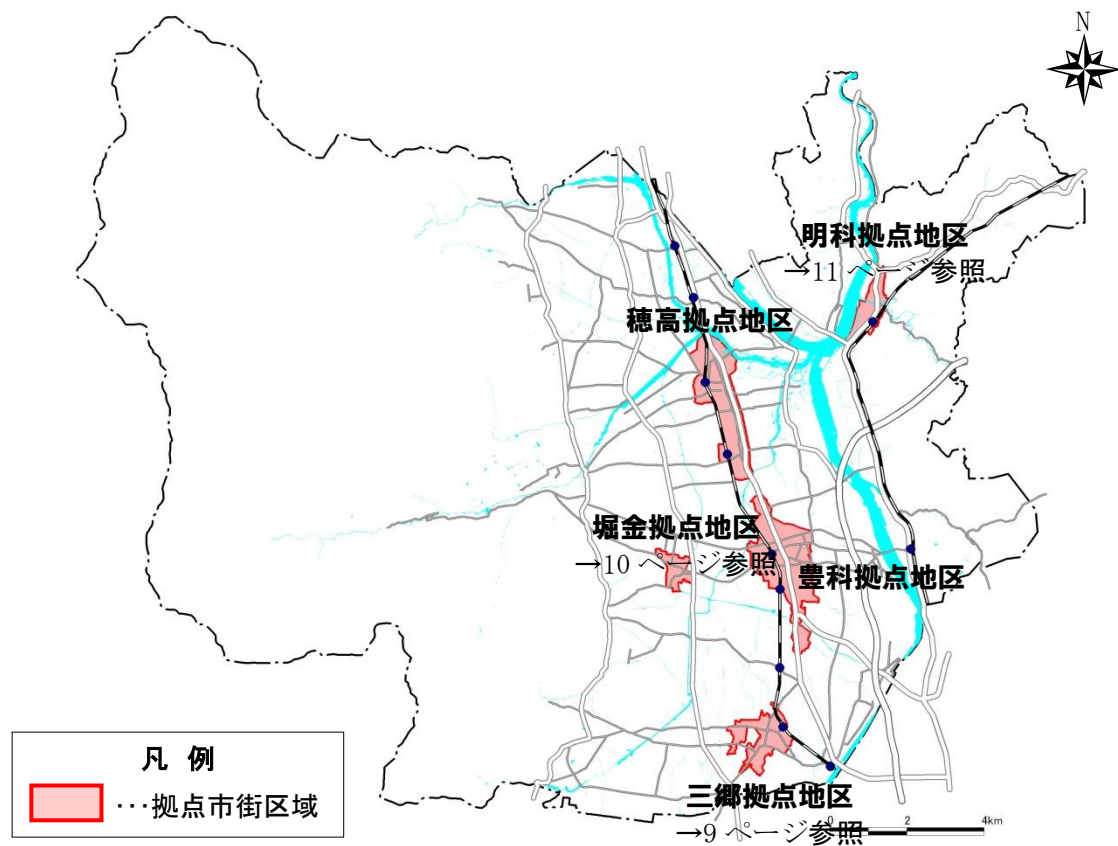 N
明科拠点地区
→11 ページ参照
穂高拠点地区
堀金拠点地区
→10 ページ参照
豊科拠点地区
三郷拠点地区
→9 ページ参照
0 2 4km
凡 例
…拠点市街区域